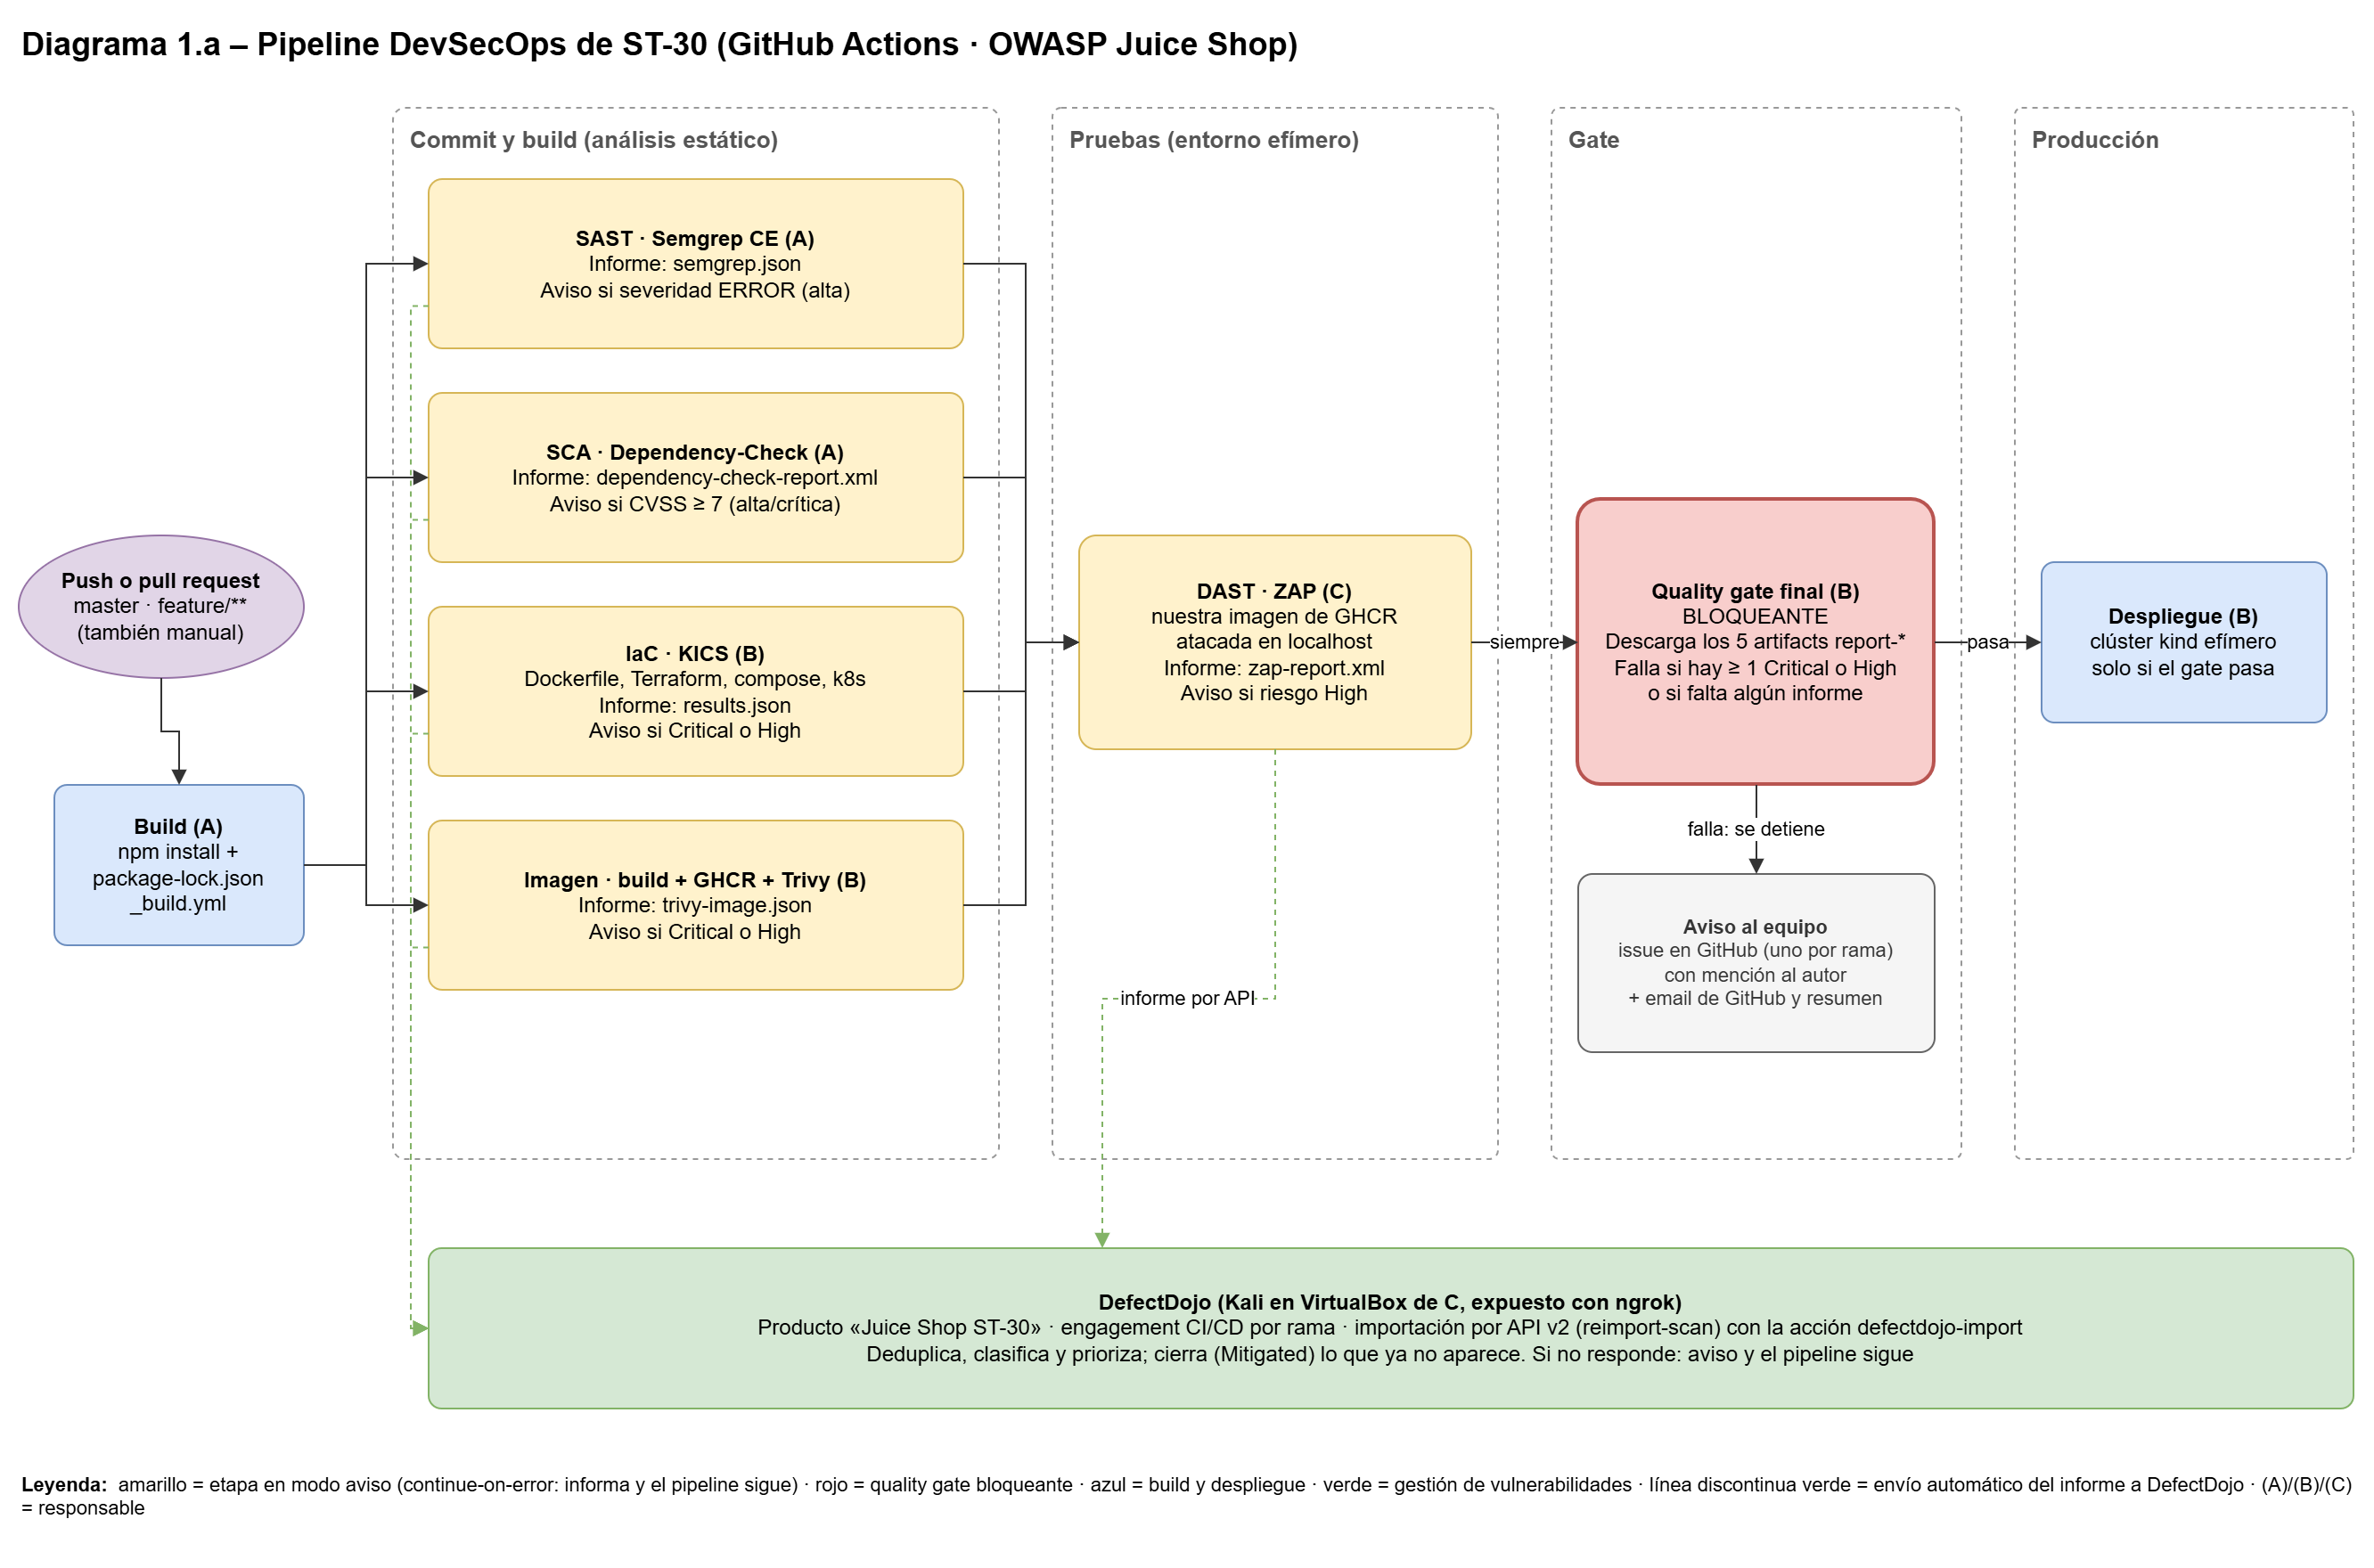 Diagrama 1.a – Pipeline DevSecOps de ST-30 (GitHub Actions · OWASP Juice Shop)
Commit y build (análisis estático)
Pruebas (entorno efímero)
Gate
Producción
SAST · Semgrep CE (A)
Informe: semgrep.json
Aviso si severidad ERROR (alta)
SCA · Dependency-Check (A)
Informe: dependency-check-report.xml
Aviso si CVSS ≥ 7 (alta/crítica)
Push o pull request
master · feature/**
(también manual)
IaC · KICS (B)
Dockerfile, Terraform, compose, k8s
Informe: results.json
Aviso si Critical o High
DAST · ZAP (C)
nuestra imagen de GHCR
atacada en localhost
Informe: zap-report.xml
Aviso si riesgo High
siempre
Quality gate final (B)
BLOQUEANTE
Descarga los 5 artifacts report-*
Falla si hay ≥ 1 Critical o High
o si falta algún informe
pasa
Despliegue (B)
clúster kind efímero
solo si el gate pasa
Build (A)
npm install +
package-lock.json
_build.yml
Imagen · build + GHCR + Trivy (B)
Informe: trivy-image.json
Aviso si Critical o High
falla: se detiene
Aviso al equipo
issue en GitHub (uno por rama)
con mención al autor
+ email de GitHub y resumen
informe por API
DefectDojo (Kali en VirtualBox de C, expuesto con ngrok)
Producto «Juice Shop ST-30» · engagement CI/CD por rama · importación por API v2 (reimport-scan) con la acción defectdojo-import
Deduplica, clasifica y prioriza; cierra (Mitigated) lo que ya no aparece. Si no responde: aviso y el pipeline sigue
Leyenda: amarillo = etapa en modo aviso (continue-on-error: informa y el pipeline sigue) · rojo = quality gate bloqueante · azul = build y despliegue · verde = gestión de vulnerabilidades · línea discontinua verde = envío automático del informe a DefectDojo · (A)/(B)/(C)
= responsable